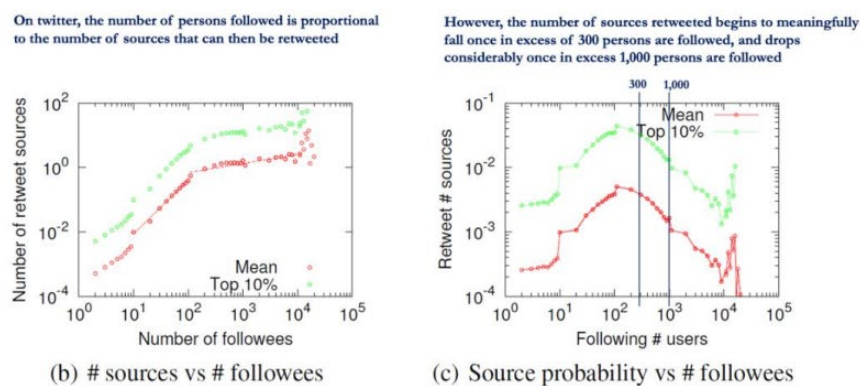 On twitter, the number of persons followed is proportional
to the number of sources that can then be retweeted
Number of retweet sources
10^2
10^0
10^-2
10^-4
10^0 10^1 10^2 10^3 10^4 10^5
Mean
Top 10%
Number of followees
(b) # sources vs # followees
However, the number of sources retweeted begins to meaningfully
fall once in excess of 300 persons are followed, and drops
considerably once in excess 1,000 persons are followed
300 1,000
Retweet # sources
10^-1
10^-2
10^-3
10^-4
10^0 10^1 10^2 10^3 10^4 10^5
Mean
Top 10%
Following # users
(c) Source probability vs # followees